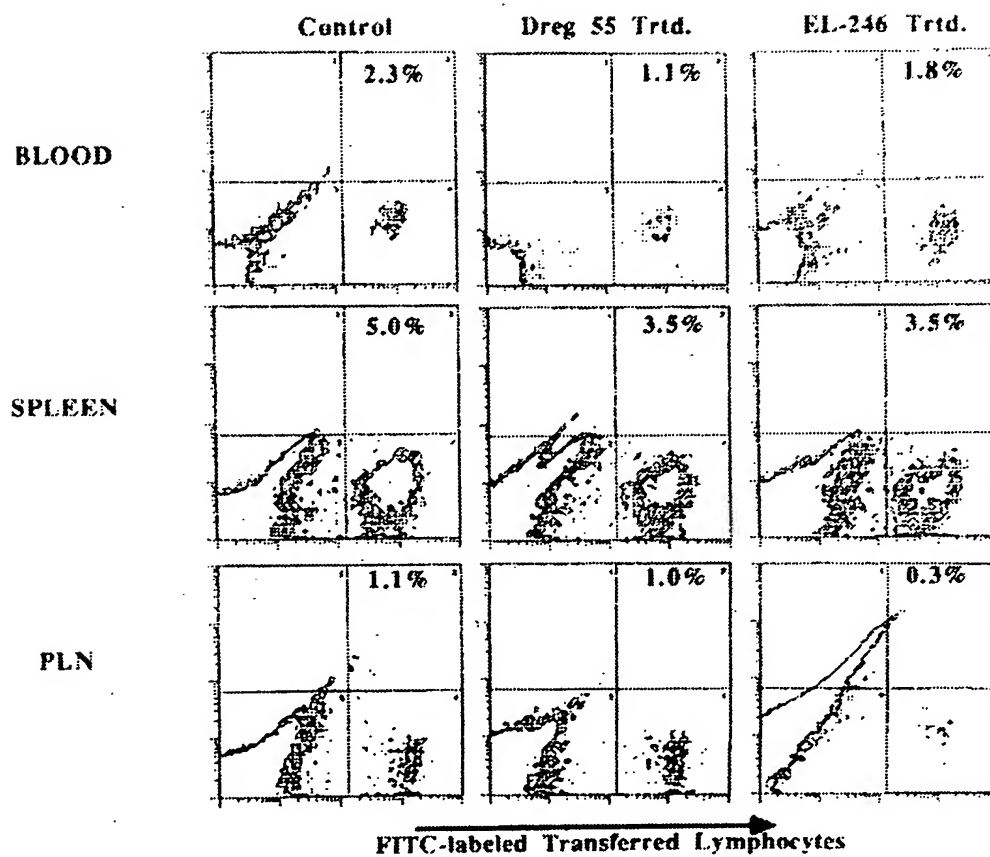 Control Dreg 55 Trtd. EL-246 Trtd.
BLOOD 2.3% 1.1% 1.8%
SPLEEN 5.0% 3.5% 3.5%
PLN 1.1% 1.0% 0.3%
FITC-labeled Transferred Lymphocytes